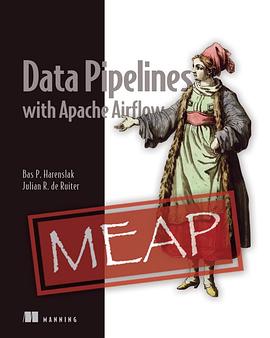 Data Pipelines
with Apache Airflow
Bas P. Harenslak
Julian R. de Ruiter
MEAP
MANNING